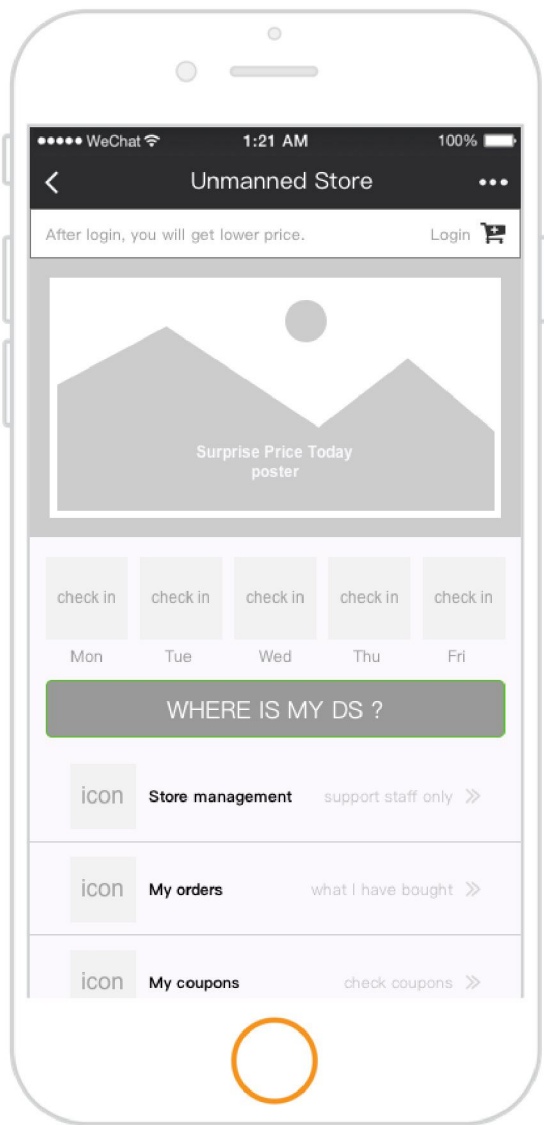 WeChat 1:21 AM 100%
Unmanned Store
After login, you will get lower price. Login
Surprise Price Today
poster
check in check in check in check in check in
Mon Tue Wed Thu Fri
WHERE IS MY DS ?
icon Store management support staff only
icon My orders what I have bought
icon My coupons check coupons